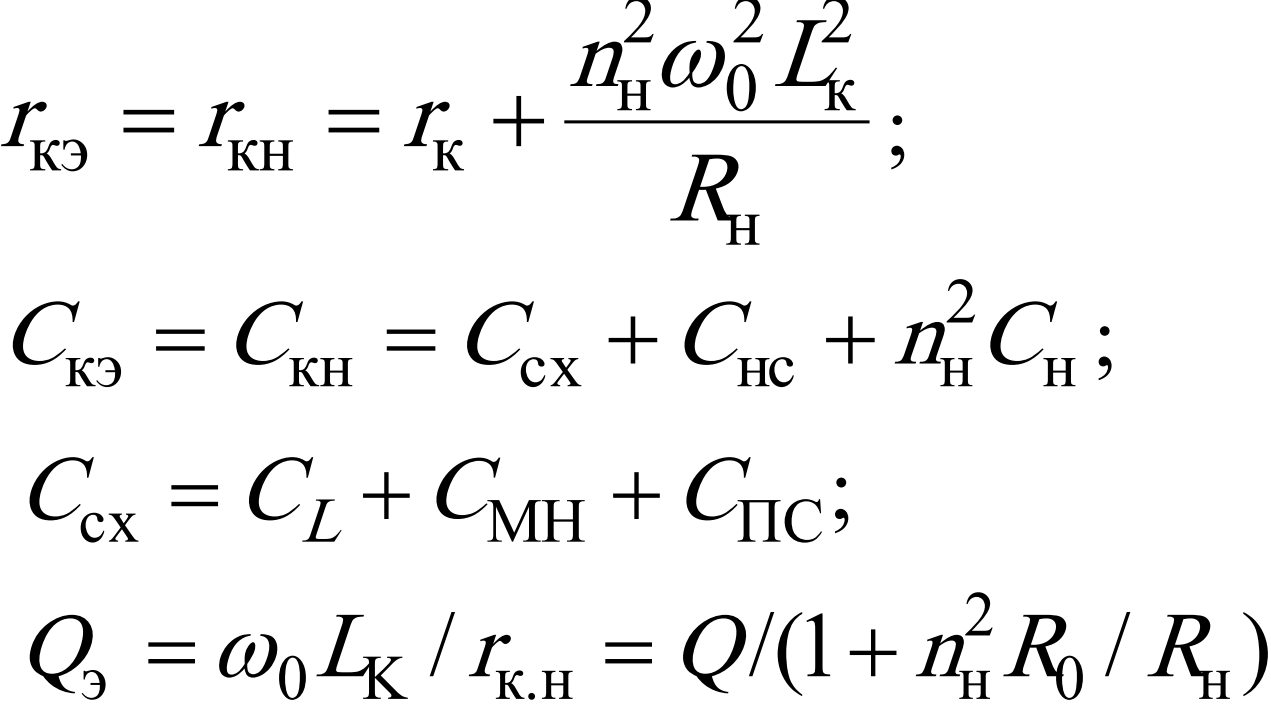 r_кэ = r_кн = r_к + n_н^2 ω_0^2 L_к^2 / R_н ;
C_кэ = C_кн = C_сх + C_нс + n_н^2 C_н ;
C_сх = C_L + C_МН + C_ПС ;
Q_э = ω_0 L_К / r_к.н = Q/(1 + n_н^2 R_0 / R_н )